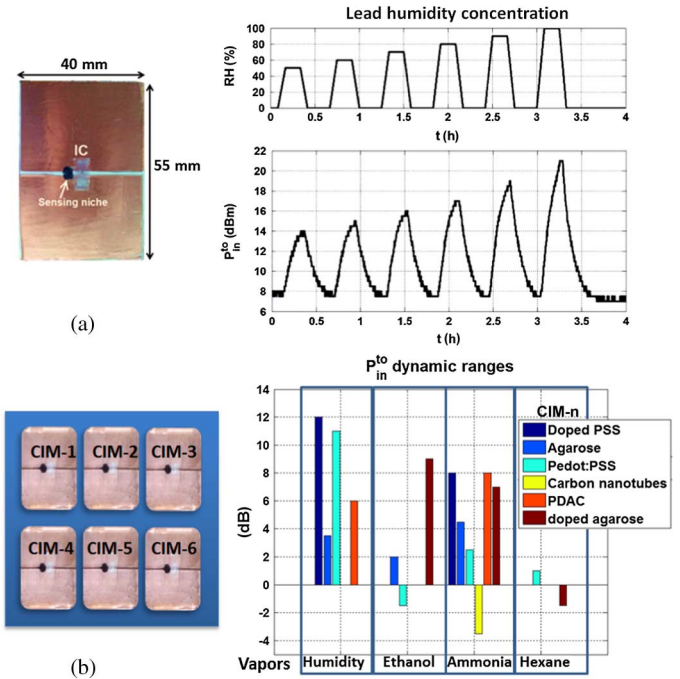 (a)
40 mm
55 mm
IC
Sensing niche
Lead humidity concentration
RH (%)
100
80
60
40
20
0
0 0.5 1 1.5 2 2.5 3 3.5 4
t (h)
P_in^to (dBm)
22
20
18
16
14
12
10
8
6
0 0.5 1 1.5 2 2.5 3 3.5 4
t (h)
(a)
CIM-1 CIM-2 CIM-3
CIM-4 CIM-5 CIM-6
P_in^to dynamic ranges
(dB)
14
12
10
8
6
4
2
0
-2
-4
CIM-n
Doped PSS
Agarose
Pedot:PSS
Carbon nanotubes
PDAC
doped agarose
Vapors Humidity Ethanol Ammonia Hexane
(b)